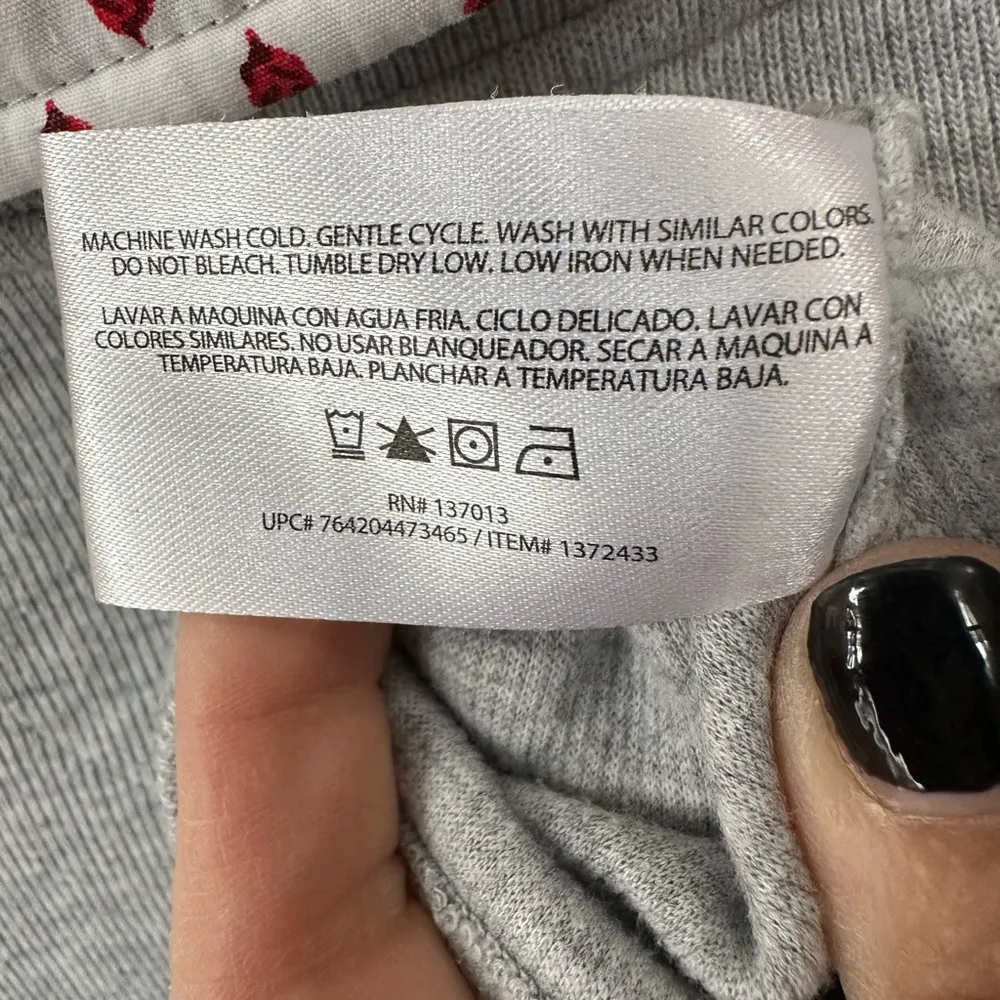 MACHINE WASH COLD. GENTLE CYCLE. WASH WITH SIMILAR COLORS.
DO NOT BLEACH. TUMBLE DRY LOW. LOW IRON WHEN NEEDED.
LAVAR A MAQUINA CON AGUA FRIA. CICLO DELICADO. LAVAR CON
COLORES SIMILARES. NO USAR BLANQUEADOR. SECAR A MAQUINA A
TEMPERATURA BAJA. PLANCHAR A TEMPERATURA BAJA.
RN# 137013
UPC# 764204473465 / ITEM# 1372433